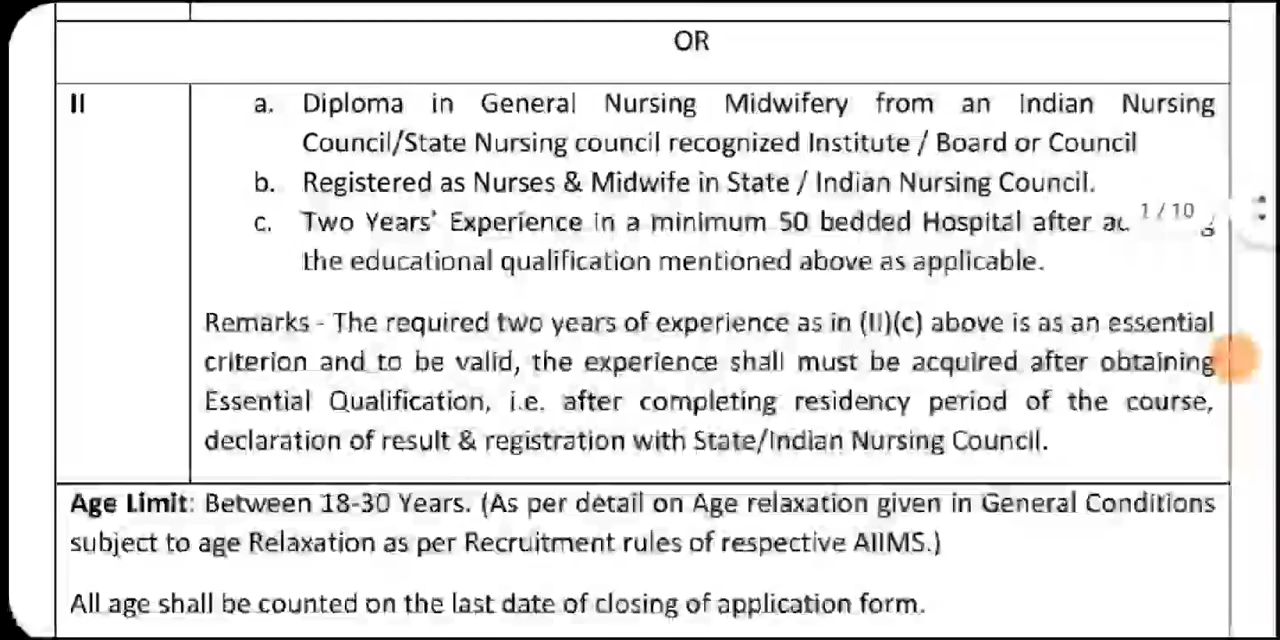 OR
II
a. Diploma in General Nursing Midwifery from an Indian Nursing
Council/State Nursing council recognized Institute / Board or Council
b. Registered as Nurses & Midwife in State / Indian Nursing Council.
c. Two Years' Experience in a minimum 50 bedded Hospital after
1 / 10
the educational qualification mentioned above as applicable.
Remarks - The required two years of experience as in (II)(c) above is as an essential
criterion and to be valid, the experience shall must be acquired after obtaining
Essential Qualification, i.e. after completing residency period of the course,
declaration of result & registration with State/Indian Nursing Council.
Age Limit: Between 18-30 Years. (As per detail on Age relaxation given in General Conditions
subject to age Relaxation as per Recruitment rules of respective AIIMS.)
All age shall be counted on the last date of closing of application form.